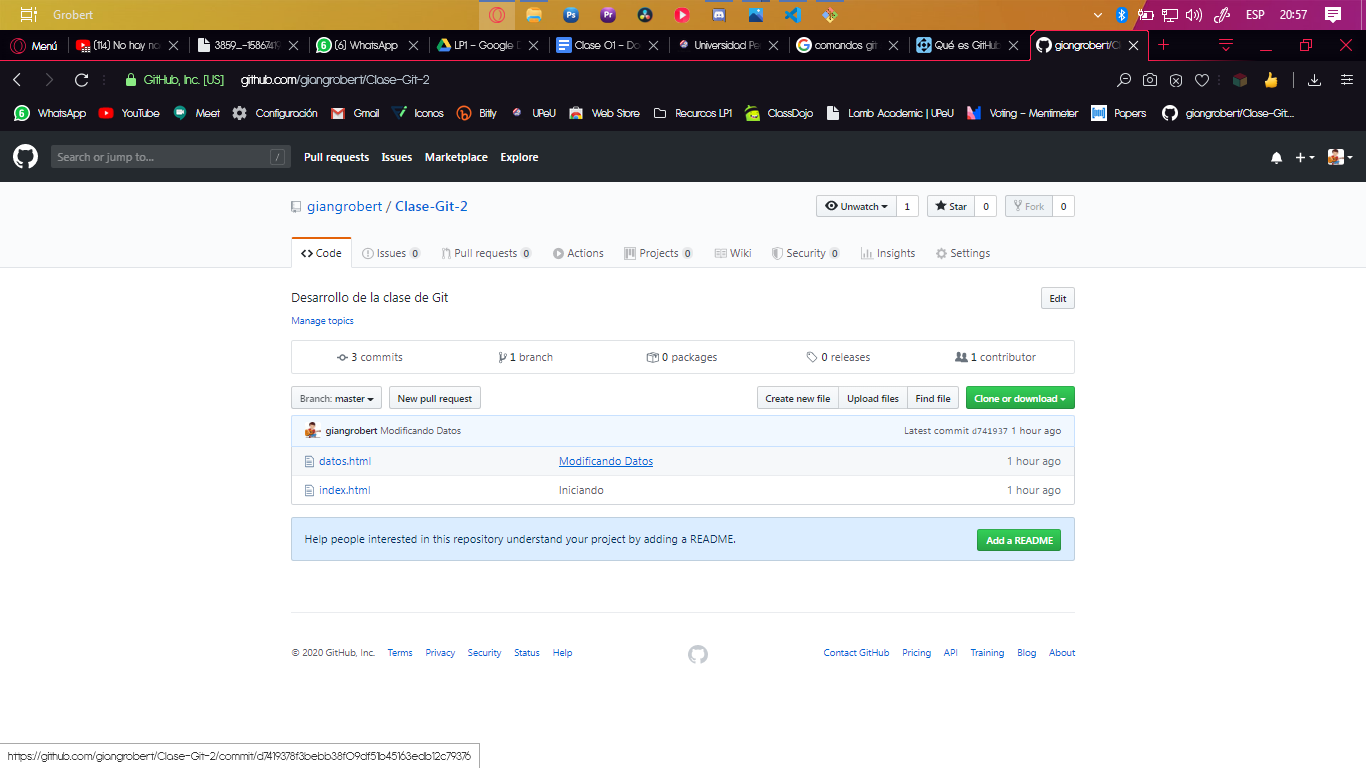 Grobert
ESP 20:57
Menú (114) No hay no 3859_-1586741 (6) WhatsApp LP1 - Google D Clase 01 - Do Universidad Pe comandos git Qué es GitHub giangrobert/Cl
GitHub, Inc. [US] github.com/giangrobert/Clase-Git-2
WhatsApp YouTube Meet Configuración Gmail Iconos Bitly UPeU Web Store Recurcos LP1 ClassDojo Lamb Academic | UPeU Voting - Mentimeter Papers giangrobert/Clase-Git:...
Search or jump to... / Pull requests Issues Marketplace Explore
giangrobert / Clase-Git-2 Unwatch 1 Star 0 Fork 0
Code Issues 0 Pull requests 0 Actions Projects 0 Wiki Security 0 Insights Settings
Desarrollo de la clase de Git Edit
Manage topics
3 commits 1 branch 0 packages 0 releases 1 contributor
Branch: master New pull request Create new file Upload files Find file Clone or download
giangrobert Modificando Datos Latest commit d741937 1 hour ago
datos.html Modificando Datos 1 hour ago
index.html Iniciando 1 hour ago
Help people interested in this repository understand your project by adding a README. Add a README
© 2020 GitHub, Inc. Terms Privacy Security Status Help Contact GitHub Pricing API Training Blog About
https://github.com/giangrobert/Clase-Git-2/commit/d7419378f3bebb38f09df51b45163edb12c79376